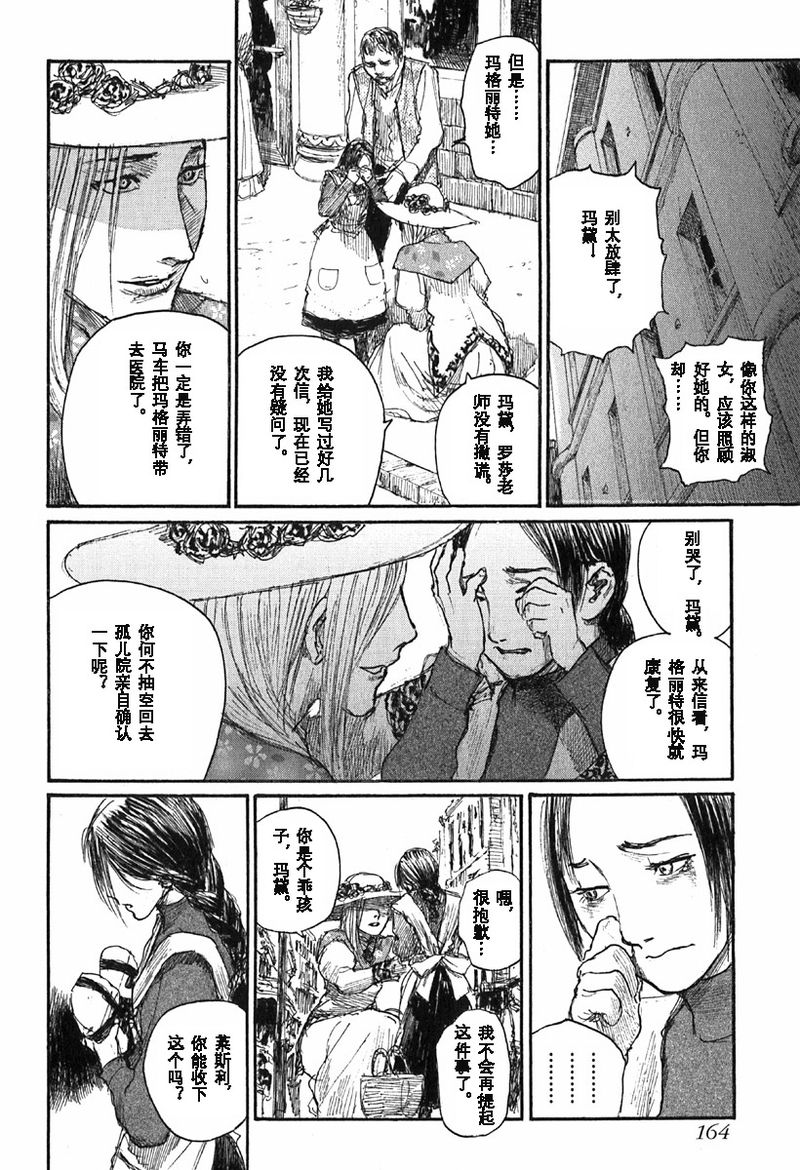 别太放肆了，
玛黛！
像你这样的淑
女，应该照顾
好她的。但你
却……
但是……
玛格丽特她…
玛黛，罗莎老
师没有撒谎。
我给她写过好几
次信，现在已经
没有疑问了。
你一定是弄错了，
马车把玛格丽特带
去医院了。
别哭了，玛黛。
从来信看，玛
格丽特很快就
康复了。
你何不抽空回去
孤儿院亲自确认
一下呢？
………
嗯，
很抱歉…
我不会再提起
这件事了。
你是个乖孩
子，玛黛。
莱斯利，
你能收下
这个吗？
164